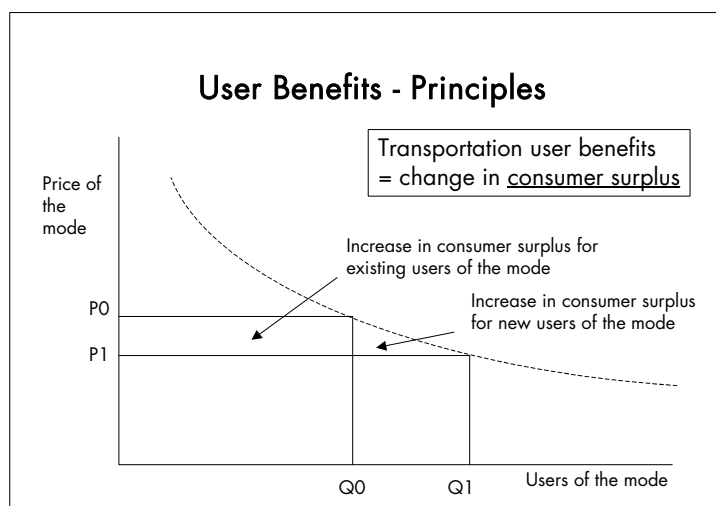 User Benefits - Principles
Transportation user benefits
= change in consumer surplus
Price of
the
mode
Increase in consumer surplus for
existing users of the mode
Increase in consumer surplus
for new users of the mode
P0
P1
Q0
Q1
Users of the mode